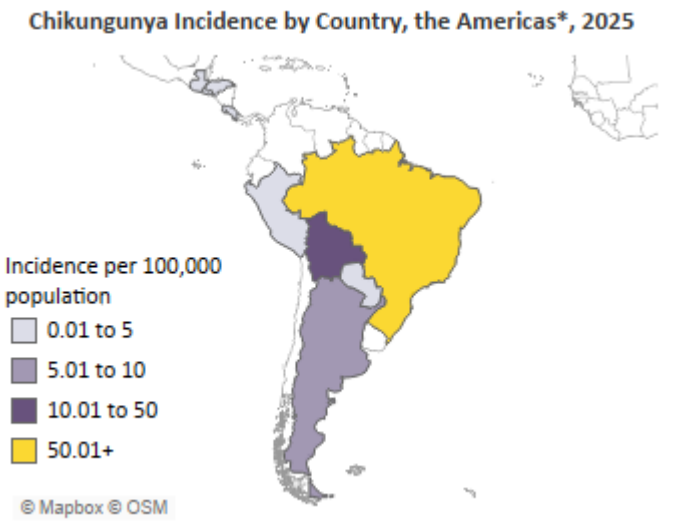 Chikungunya Incidence by Country, the Americas*, 2025
Incidence per 100,000
population
0.01 to 5
5.01 to 10
10.01 to 50
50.01+
© Mapbox © OSM